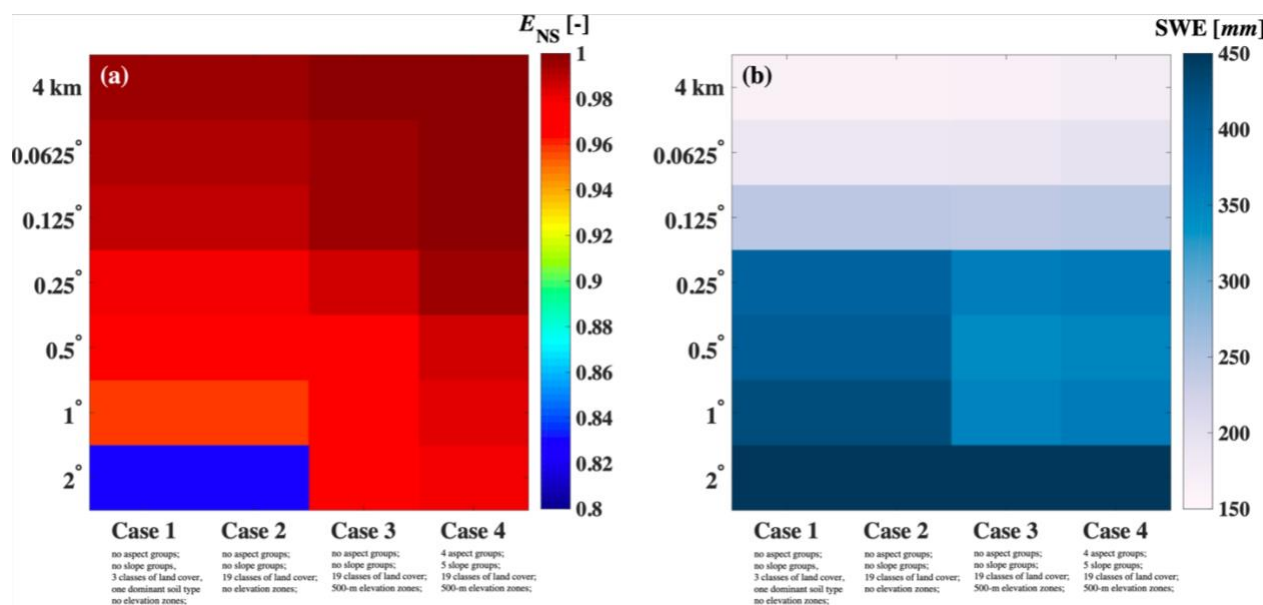 E_NS [-]
(a)
4 km
0.0625°
0.125°
0.25°
0.5°
1°
2°
1
0.98
0.96
0.94
0.92
0.9
0.88
0.86
0.84
0.82
0.8
Case 1
no aspect groups;
no slope groups,
3 classes of land cover,
one dominant soil type
no elevation zones;
Case 2
no aspect groups;
no slope groups;
19 classes of land cover;
no elevation zones;
Case 3
no aspect groups;
no slope groups;
19 classes of land cover;
500-m elevation zones;
Case 4
4 aspect groups;
5 slope groups;
19 classes of land cover;
500-m elevation zones;
SWE [mm]
(b)
4 km
0.0625°
0.125°
0.25°
0.5°
1°
2°
450
400
350
300
250
200
150
Case 1
no aspect groups;
no slope groups,
3 classes of land cover,
one dominant soil type
no elevation zones;
Case 2
no aspect groups;
no slope groups;
19 classes of land cover;
no elevation zones;
Case 3
no aspect groups;
no slope groups;
19 classes of land cover;
500-m elevation zones;
Case 4
4 aspect groups;
5 slope groups;
19 classes of land cover;
500-m elevation zones;